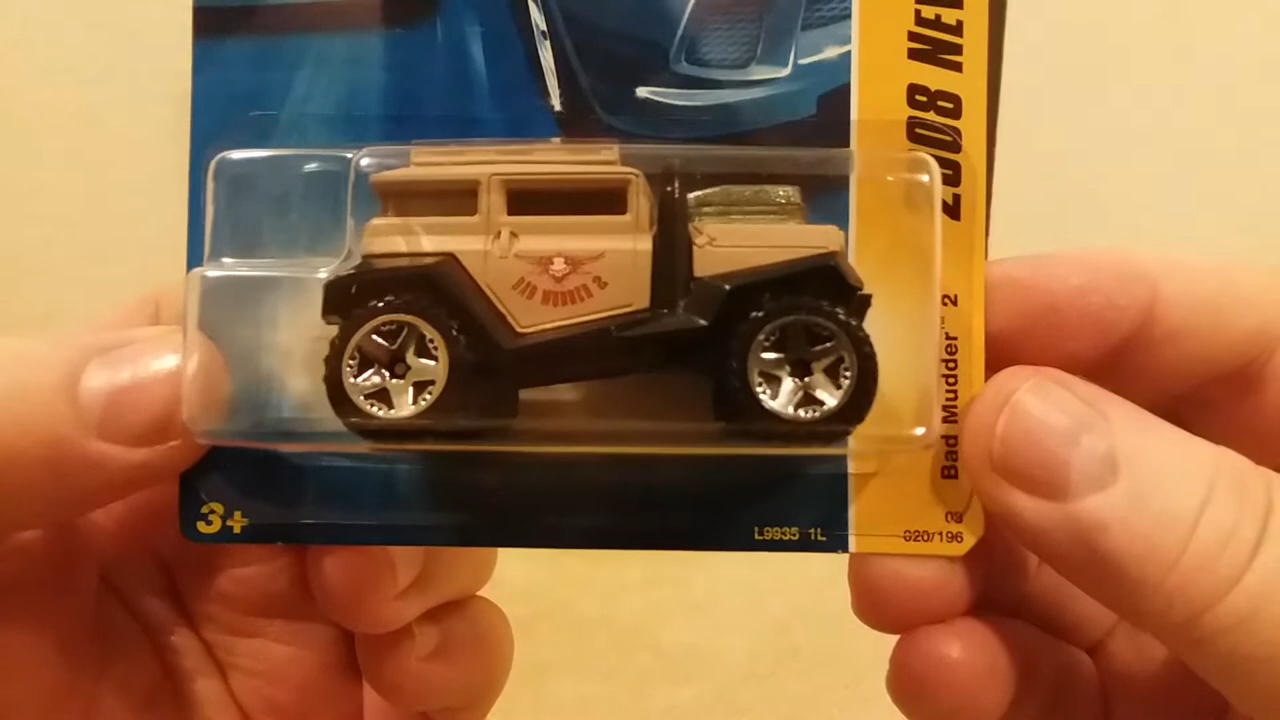 2008 NEW
BAD MUDDER 2
Bad Mudder™ 2
3+
L9935 1L
020/196